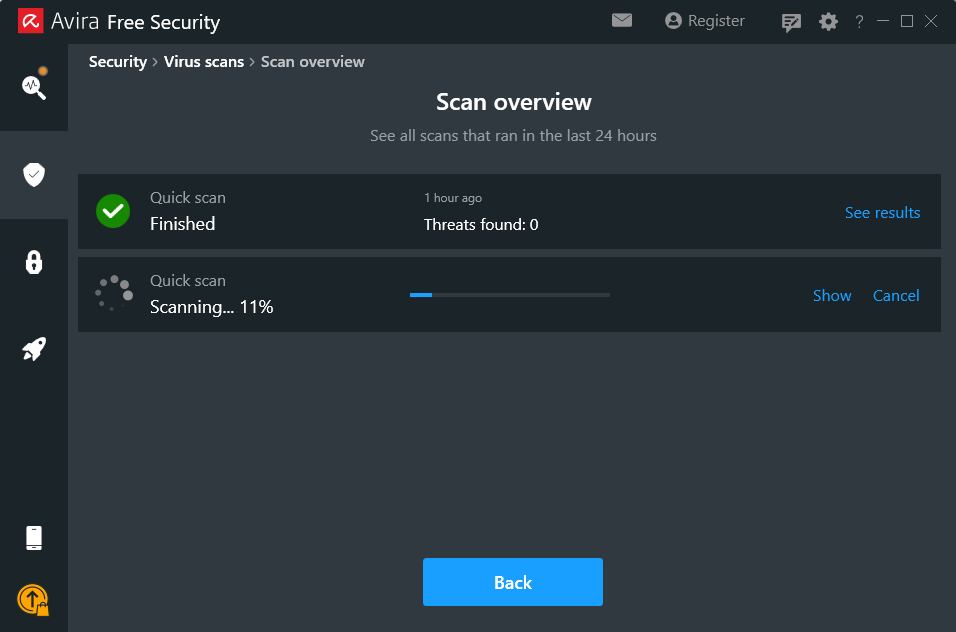 Avira Free Security
Register
?
Security > Virus scans > Scan overview
Scan overview
See all scans that ran in the last 24 hours
Quick scan
Finished
1 hour ago
Threats found: 0
See results
Quick scan
Scanning... 11%
Show
Cancel
Back